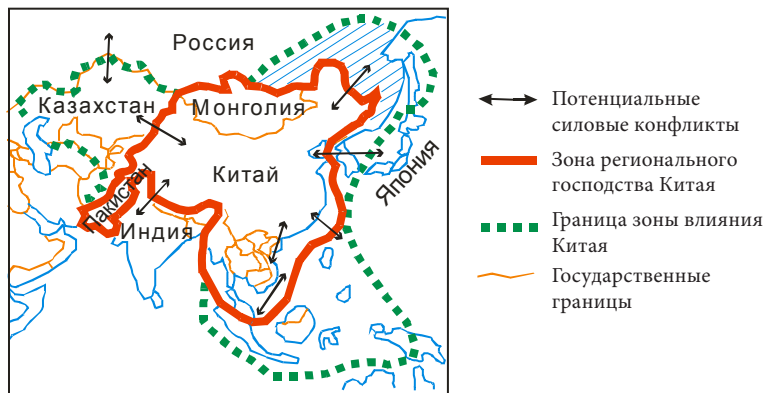 Россия
Казахстан
Монголия
Китай
Япония
Пакистан
Индия
Потенциальные
силовые конфликты
Зона регионального
господства Китая
Граница зоны влияния
Китая
Государственные
границы